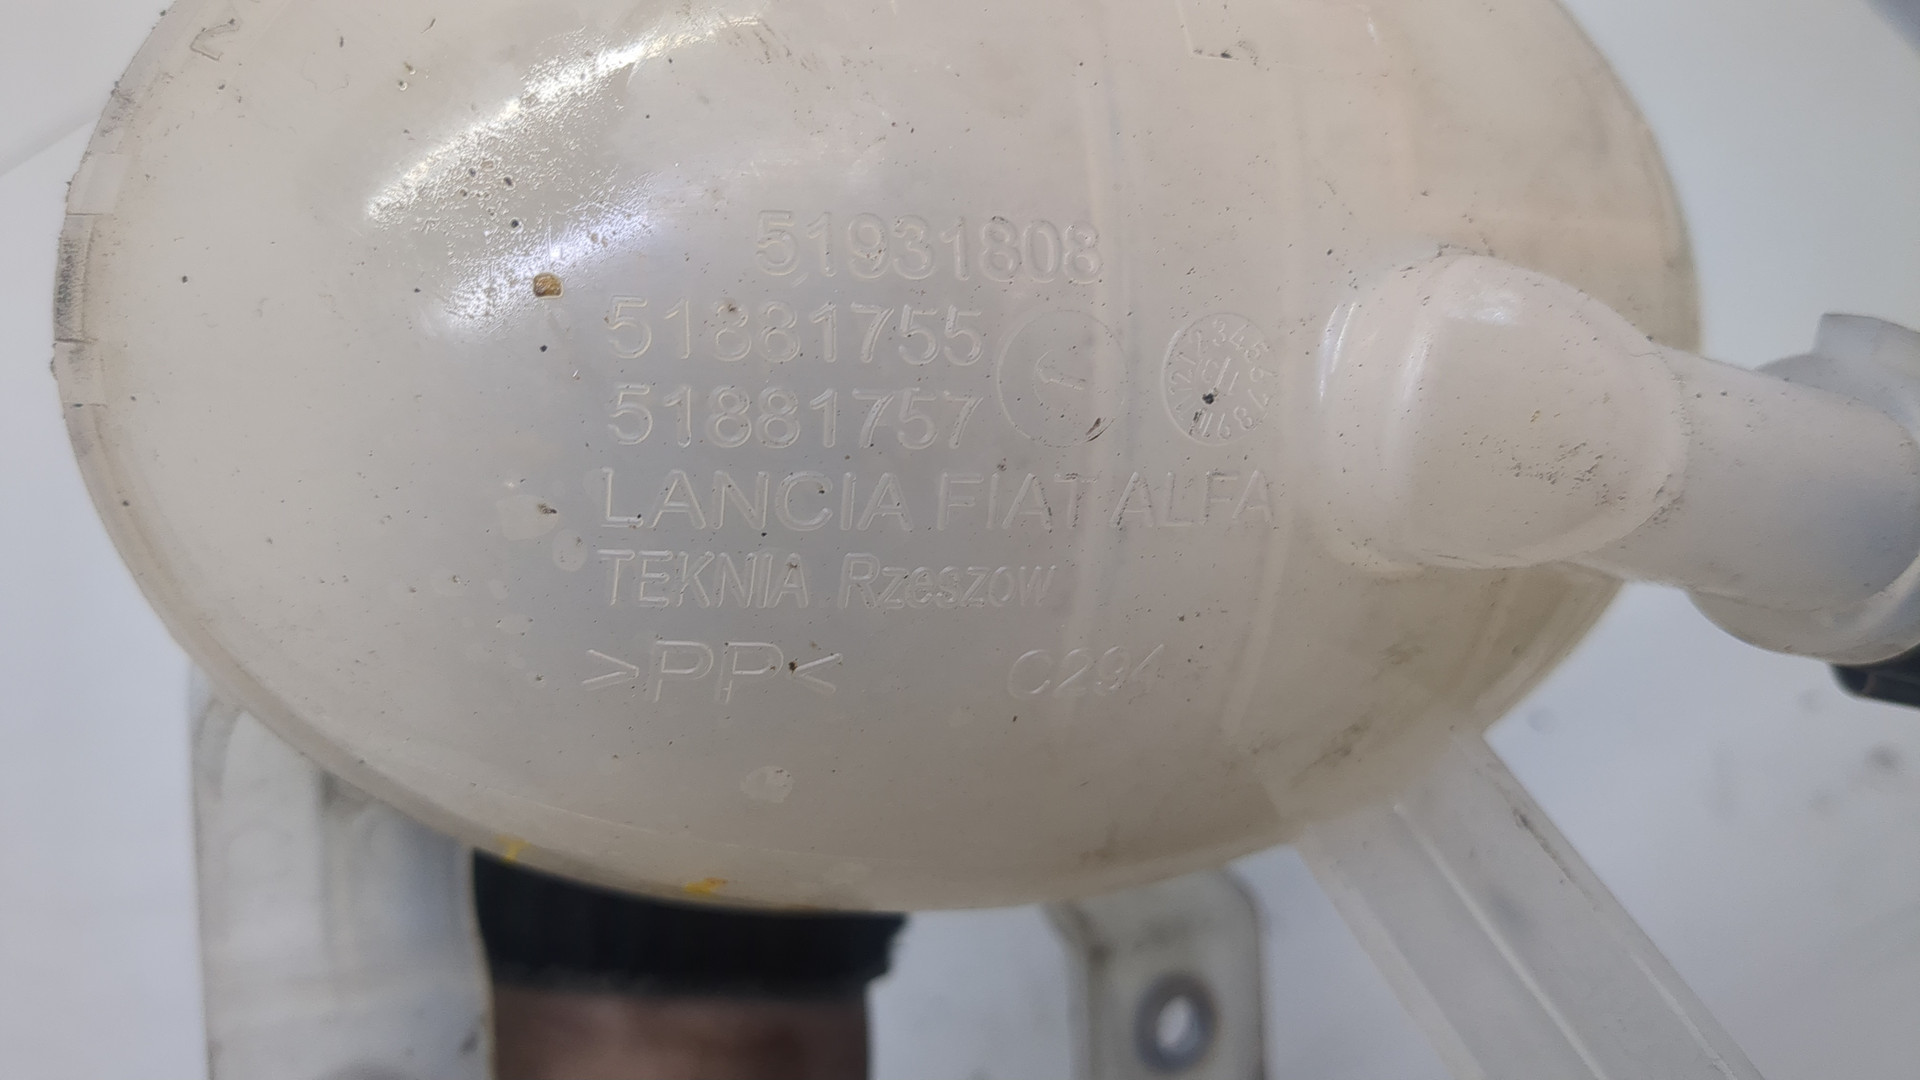 51931808
51881755
51881757
LANCIA FIAT ALFA
TEKNIA Rzeszow
>PP< C294